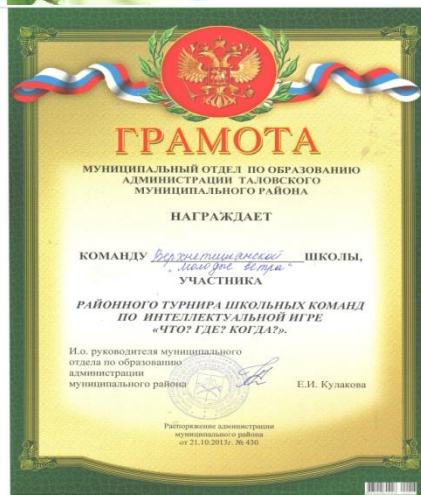 ГРАМОТА
МУНИЦИПАЛЬНЫЙ ОТДЕЛ ПО ОБРАЗОВАНИЮ
АДМИНИСТРАЦИИ ТАЛОВСКОГО
МУНИЦИПАЛЬНОГО РАЙОНА
НАГРАЖДАЕТ
КОМАНДУ Верхнетишанской ШКОЛЫ,
"Молодые ветра"
УЧАСТНИКА
РАЙОННОГО ТУРНИРА ШКОЛЬНЫХ КОМАНД
ПО ИНТЕЛЛЕКТУАЛЬНОЙ ИГРЕ
«ЧТО? ГДЕ? КОГДА?».
И.о. руководителя муниципального
отдела по образованию
администрации
муниципального района Е.И. Кулакова
Распоряжение администрации
муниципального района
от 21.10.2013г. № 430